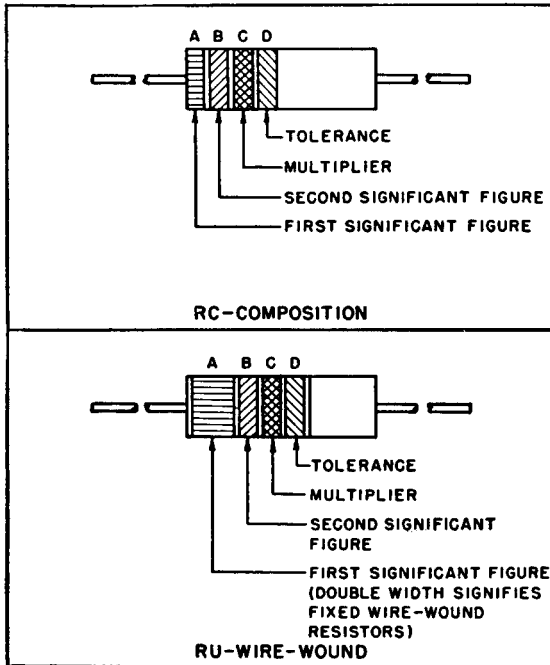 A B C D
TOLERANCE
MULTIPLIER
SECOND SIGNIFICANT FIGURE
FIRST SIGNIFICANT FIGURE
RC-COMPOSITION
A B C D
TOLERANCE
MULTIPLIER
SECOND SIGNIFICANT
FIGURE
FIRST SIGNIFICANT FIGURE
(DOUBLE WIDTH SIGNIFIES
FIXED WIRE-WOUND
RESISTORS)
RU-WIRE-WOUND